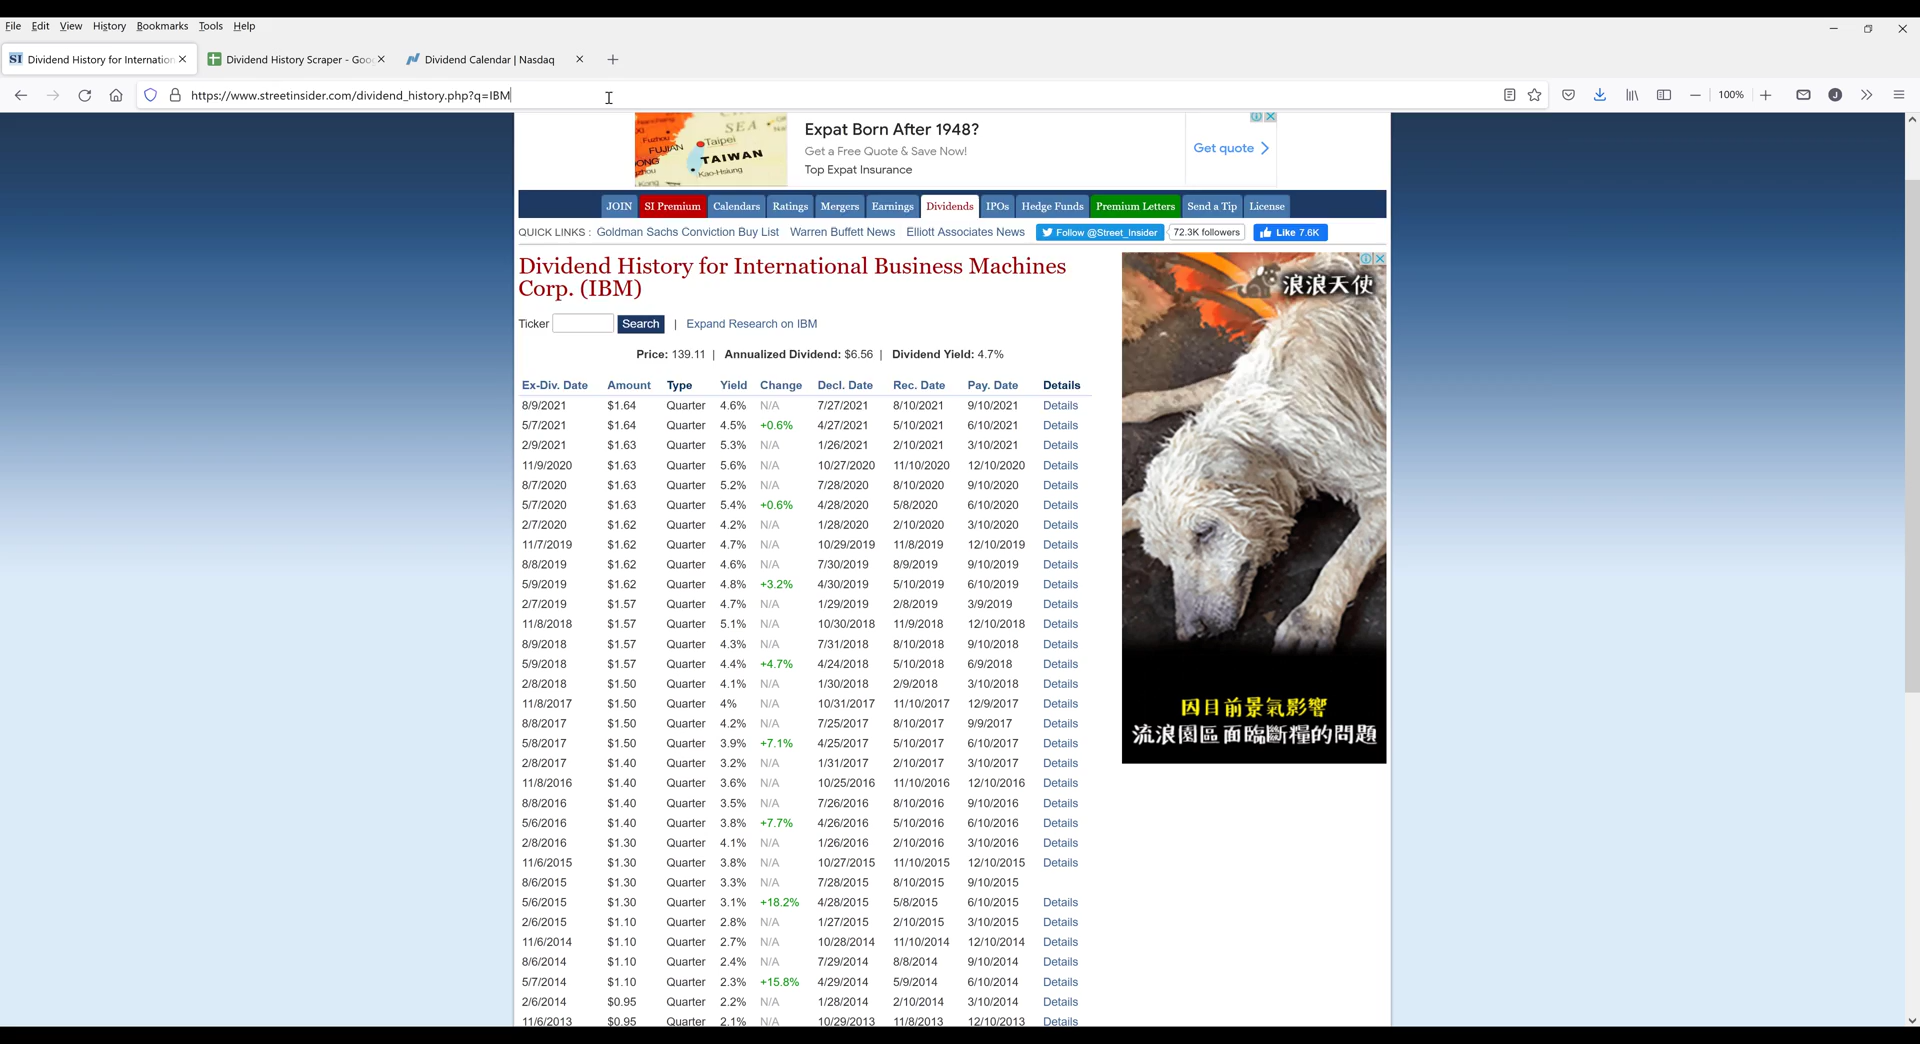 File Edit View History Bookmarks Tools Help
SI Dividend History for Internation
Dividend History Scraper - Goo
Dividend Calendar | Nasdaq
https://www.streetinsider.com/dividend_history.php?q=IBM
100%
J
SEA
Fuzhou
FUJIAN
Taipei
TAIWAN
Kao-Hsiung
Expat Born After 1948?
Get a Free Quote & Save Now!
Top Expat Insurance
Get quote
JOIN SI Premium Calendars Ratings Mergers Earnings Dividends IPOs Hedge Funds Premium Letters Send a Tip License
QUICK LINKS : Goldman Sachs Conviction Buy List Warren Buffett News Elliott Associates News Follow @Street_Insider 72.3K followers Like 7.6K
Dividend History for International Business Machines
Corp. (IBM)
Ticker Search | Expand Research on IBM
Price: 139.11 | Annualized Dividend: $6.56 | Dividend Yield: 4.7%
Ex-Div. Date Amount Type Yield Change Decl. Date Rec. Date Pay. Date Details
8/9/2021 $1.64 Quarter 4.6% N/A 7/27/2021 8/10/2021 9/10/2021 Details
5/7/2021 $1.64 Quarter 4.5% +0.6% 4/27/2021 5/10/2021 6/10/2021 Details
2/9/2021 $1.63 Quarter 5.3% N/A 1/26/2021 2/10/2021 3/10/2021 Details
11/9/2020 $1.63 Quarter 5.6% N/A 10/27/2020 11/10/2020 12/10/2020 Details
8/7/2020 $1.63 Quarter 5.2% N/A 7/28/2020 8/10/2020 9/10/2020 Details
5/7/2020 $1.63 Quarter 5.4% +0.6% 4/28/2020 5/8/2020 6/10/2020 Details
2/7/2020 $1.62 Quarter 4.2% N/A 1/28/2020 2/10/2020 3/10/2020 Details
11/7/2019 $1.62 Quarter 4.7% N/A 10/29/2019 11/8/2019 12/10/2019 Details
8/8/2019 $1.62 Quarter 4.6% N/A 7/30/2019 8/9/2019 9/10/2019 Details
5/9/2019 $1.62 Quarter 4.8% +3.2% 4/30/2019 5/10/2019 6/10/2019 Details
2/7/2019 $1.57 Quarter 4.7% N/A 1/29/2019 2/8/2019 3/9/2019 Details
11/8/2018 $1.57 Quarter 5.1% N/A 10/30/2018 11/9/2018 12/10/2018 Details
8/9/2018 $1.57 Quarter 4.3% N/A 7/31/2018 8/10/2018 9/10/2018 Details
5/9/2018 $1.57 Quarter 4.4% +4.7% 4/24/2018 5/10/2018 6/9/2018 Details
2/8/2018 $1.50 Quarter 4.1% N/A 1/30/2018 2/9/2018 3/10/2018 Details
11/8/2017 $1.50 Quarter 4% N/A 10/31/2017 11/10/2017 12/9/2017 Details
8/8/2017 $1.50 Quarter 4.2% N/A 7/25/2017 8/10/2017 9/9/2017 Details
5/8/2017 $1.50 Quarter 3.9% +7.1% 4/25/2017 5/10/2017 6/10/2017 Details
2/8/2017 $1.40 Quarter 3.2% N/A 1/31/2017 2/10/2017 3/10/2017 Details
11/8/2016 $1.40 Quarter 3.6% N/A 10/25/2016 11/10/2016 12/10/2016 Details
8/8/2016 $1.40 Quarter 3.5% N/A 7/26/2016 8/10/2016 9/10/2016 Details
5/6/2016 $1.40 Quarter 3.8% +7.7% 4/26/2016 5/10/2016 6/10/2016 Details
2/8/2016 $1.30 Quarter 4.1% N/A 1/26/2016 2/10/2016 3/10/2016 Details
11/6/2015 $1.30 Quarter 3.8% N/A 10/27/2015 11/10/2015 12/10/2015 Details
8/6/2015 $1.30 Quarter 3.3% N/A 7/28/2015 8/10/2015 9/10/2015
5/6/2015 $1.30 Quarter 3.1% +18.2% 4/28/2015 5/8/2015 6/10/2015 Details
2/6/2015 $1.10 Quarter 2.8% N/A 1/27/2015 2/10/2015 3/10/2015 Details
11/6/2014 $1.10 Quarter 2.7% N/A 10/28/2014 11/10/2014 12/10/2014 Details
8/6/2014 $1.10 Quarter 2.4% N/A 7/29/2014 8/8/2014 9/10/2014 Details
5/7/2014 $1.10 Quarter 2.3% +15.8% 4/29/2014 5/9/2014 6/10/2014 Details
2/6/2014 $0.95 Quarter 2.2% N/A 1/28/2014 2/10/2014 3/10/2014 Details
11/6/2013 $0.95 Quarter 2.1% N/A 10/29/2013 11/8/2013 12/10/2013 Details
浪浪天使
因目前景氣影響
流浪園區面臨斷糧的問題